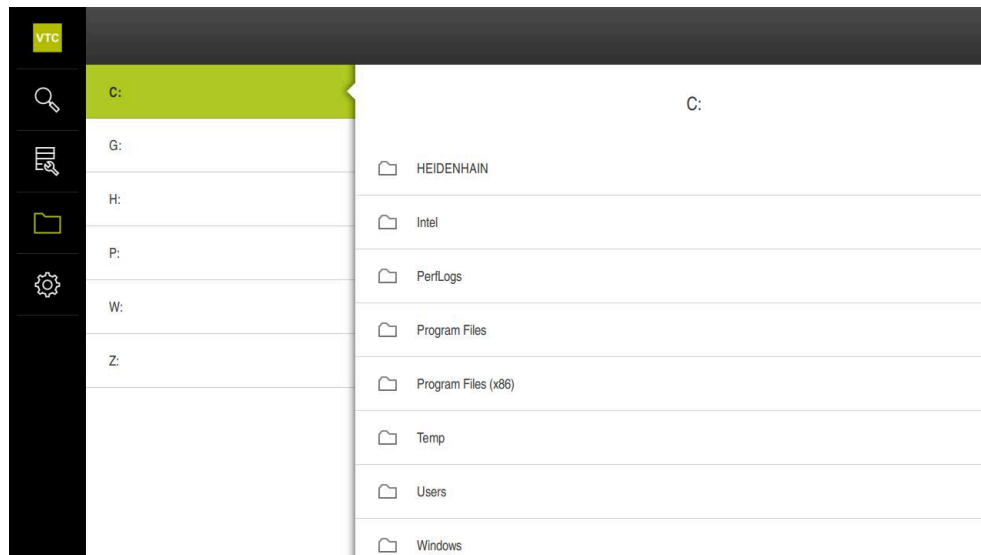 VTC
C:
G:
H:
P:
W:
Z:
C:
HEIDENHAIN
Intel
PerfLogs
Program Files
Program Files (x86)
Temp
Users
Windows